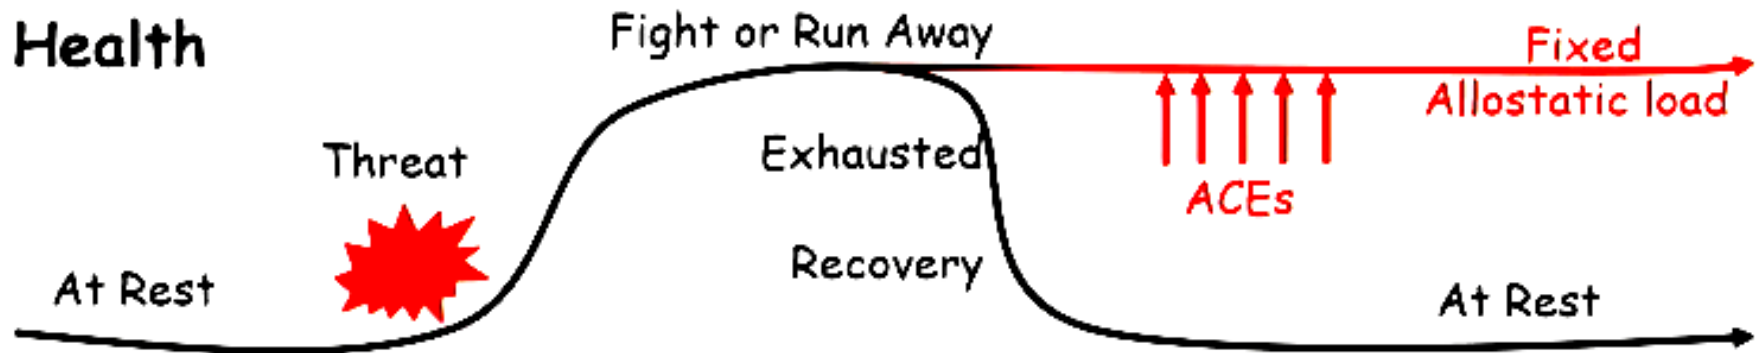 Health
Fight or Run Away
Fixed
Allostatic load
Threat
Exhausted
ACEs
Recovery
At Rest
At Rest